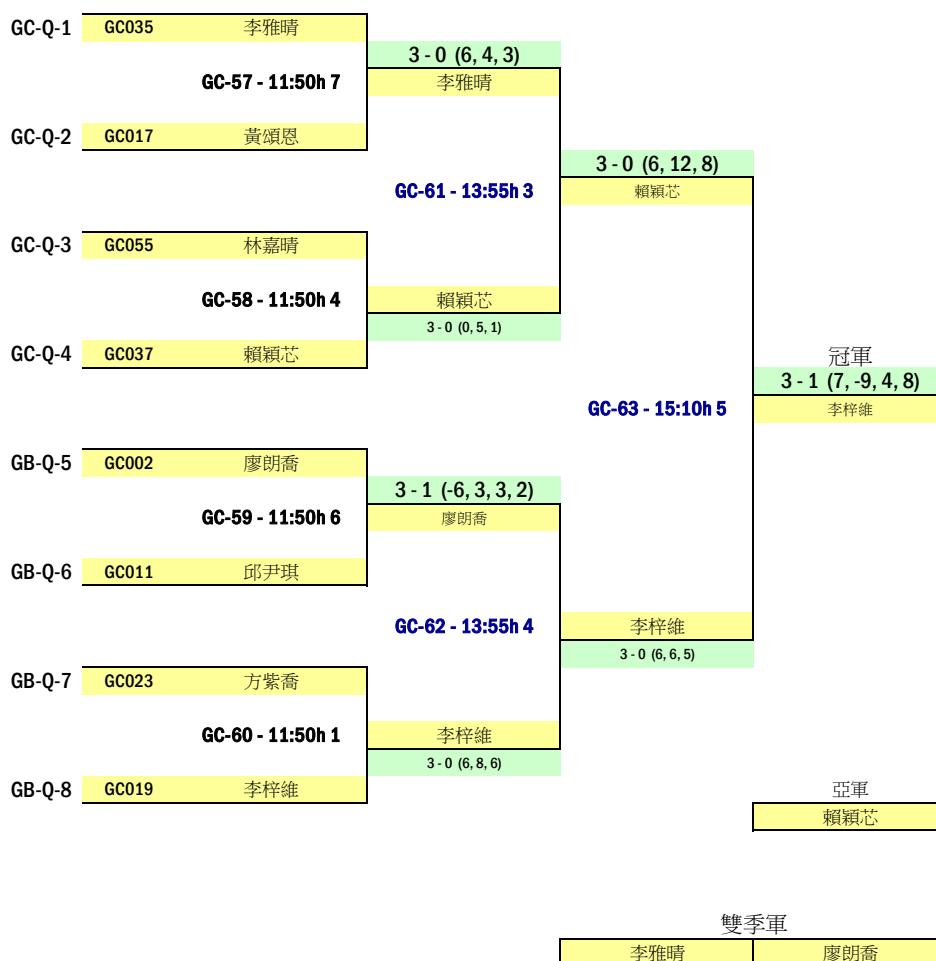 GC-Q-1 GC035 李雅晴
3 - 0 (6, 4, 3)
GC-57 - 11:50h 7 李雅晴
GC-Q-2 GC017 黃頌恩
3 - 0 (6, 12, 8)
GC-61 - 13:55h 3 賴穎芯
GC-Q-3 GC055 林嘉晴
GC-58 - 11:50h 4 賴穎芯
3 - 0 (0, 5, 1)
GC-Q-4 GC037 賴穎芯
冠軍
3 - 1 (7, -9, 4, 8)
GC-63 - 15:10h 5 李梓維
GB-Q-5 GC002 廖朗喬
3 - 1 (-6, 3, 3, 2)
GC-59 - 11:50h 6 廖朗喬
GB-Q-6 GC011 邱尹琪
GC-62 - 13:55h 4 李梓維
3 - 0 (6, 6, 5)
GB-Q-7 GC023 方紫喬
GC-60 - 11:50h 1 李梓維
3 - 0 (6, 8, 6)
GB-Q-8 GC019 李梓維
亞軍
賴穎芯
雙季軍
李雅晴 廖朗喬